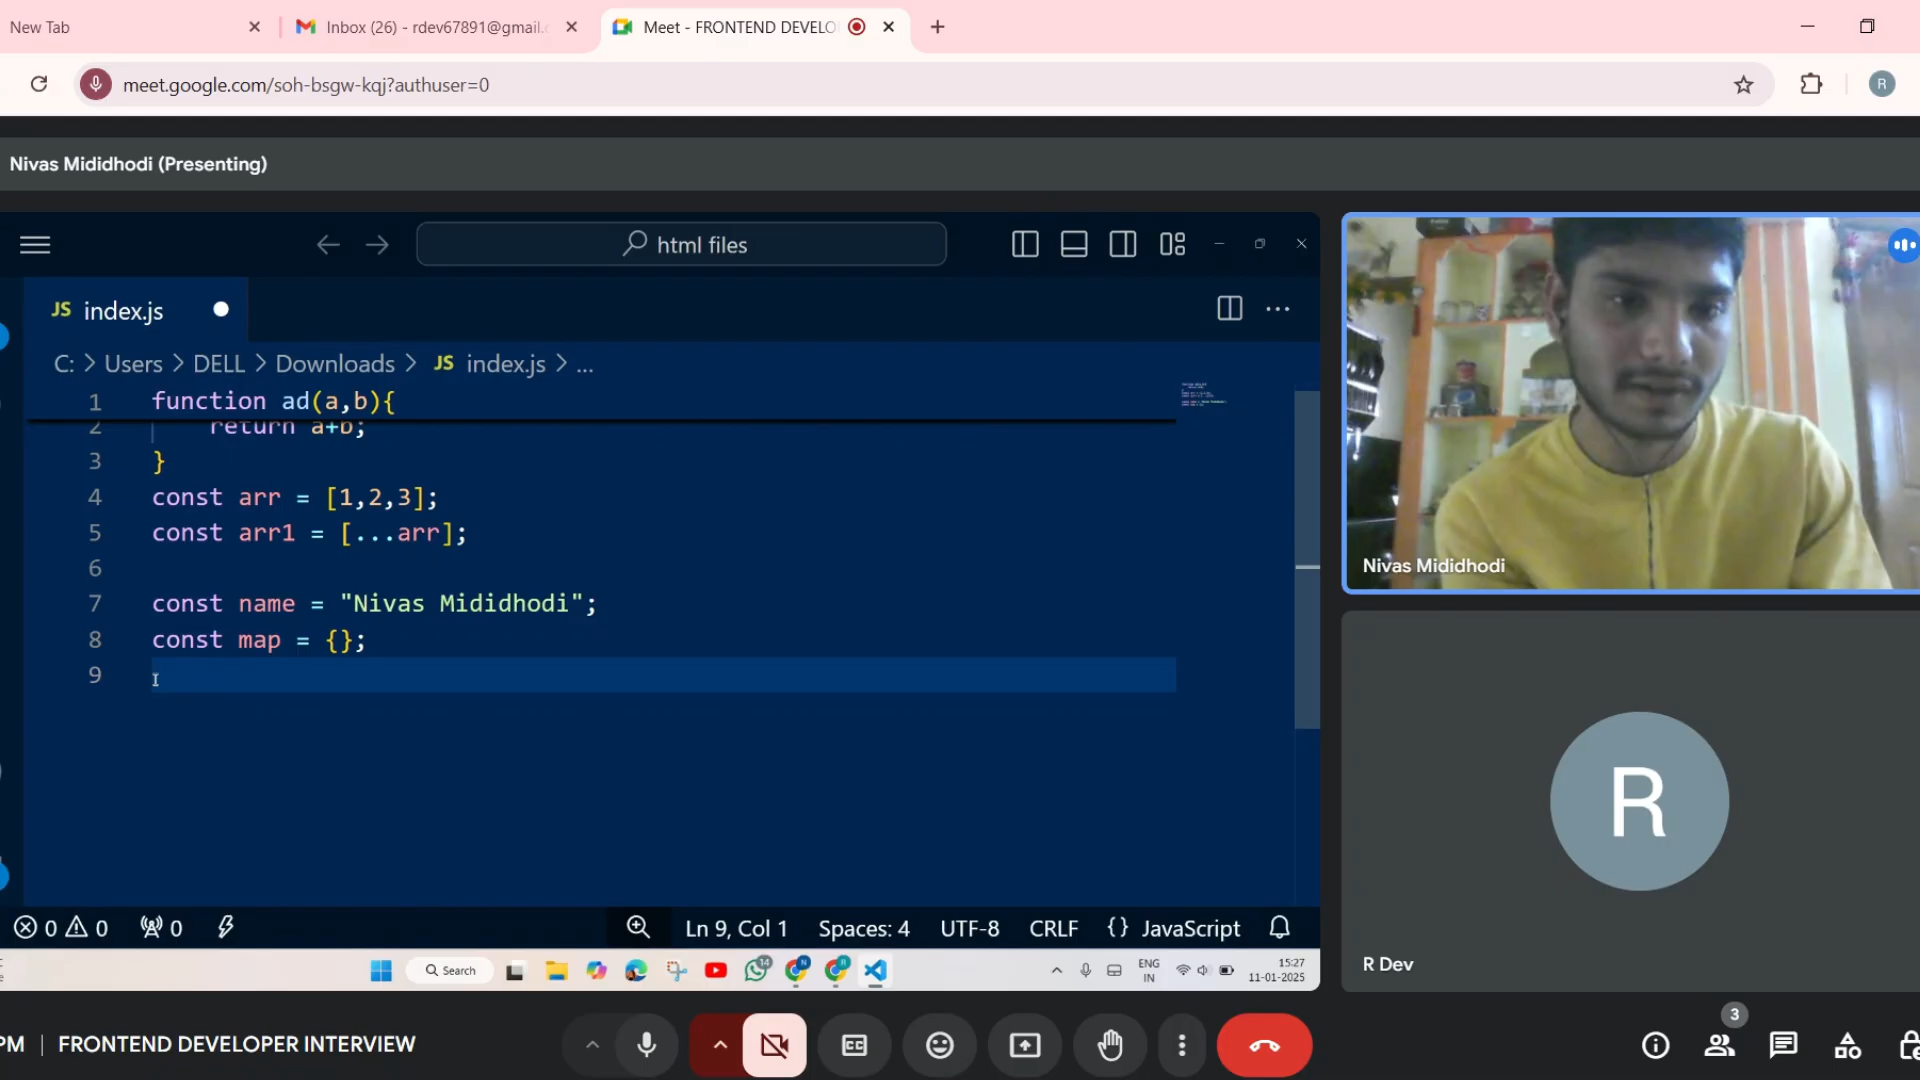 New Tab
Inbox (26) - rdev67891@gmail.
Meet - FRONTEND DEVELO
meet.google.com/soh-bsgw-kqj?authuser=0
R
Nivas Mididhodi (Presenting)
html files
JS index.js
C: > Users > DELL > Downloads > JS index.js > ...
1 function ad(a,b){
2 return a+b;
3 }
4 const arr = [1,2,3];
5 const arr1 = [...arr];
6
7 const name = "Nivas Mididhodi";
8 const map = {};
9
Nivas Mididhodi
R
R Dev
0 0 0
Ln 9, Col 1 Spaces: 4 UTF-8 CRLF {} JavaScript
Search
14
N
R
ENG
IN
15:27
11-01-2025
PM | FRONTEND DEVELOPER INTERVIEW
CC
3